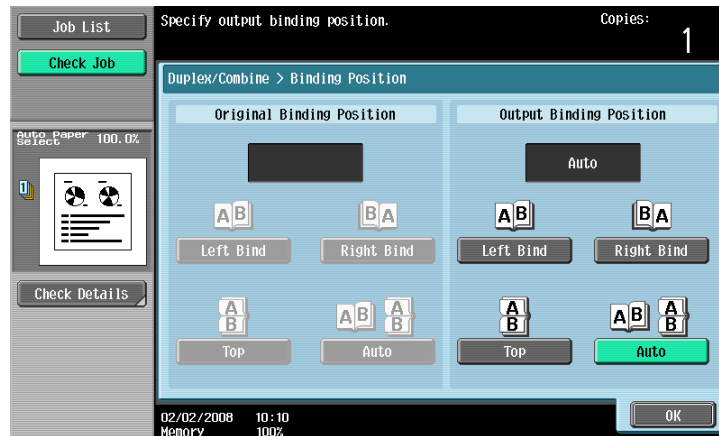 Job List
Specify output binding position.
Copies:
1
Check Job
Duplex/Combine > Binding Position
Original Binding Position
Output Binding Position
Auto Paper
Select
100.0%
Auto
1
A B
B A
A B
B A
Left Bind
Right Bind
Left Bind
Right Bind
Check Details
A
B
A B
A
B
A
B
A B
A
B
Top
Auto
Top
Auto
OK
02/02/2008 10:10
Memory 100%